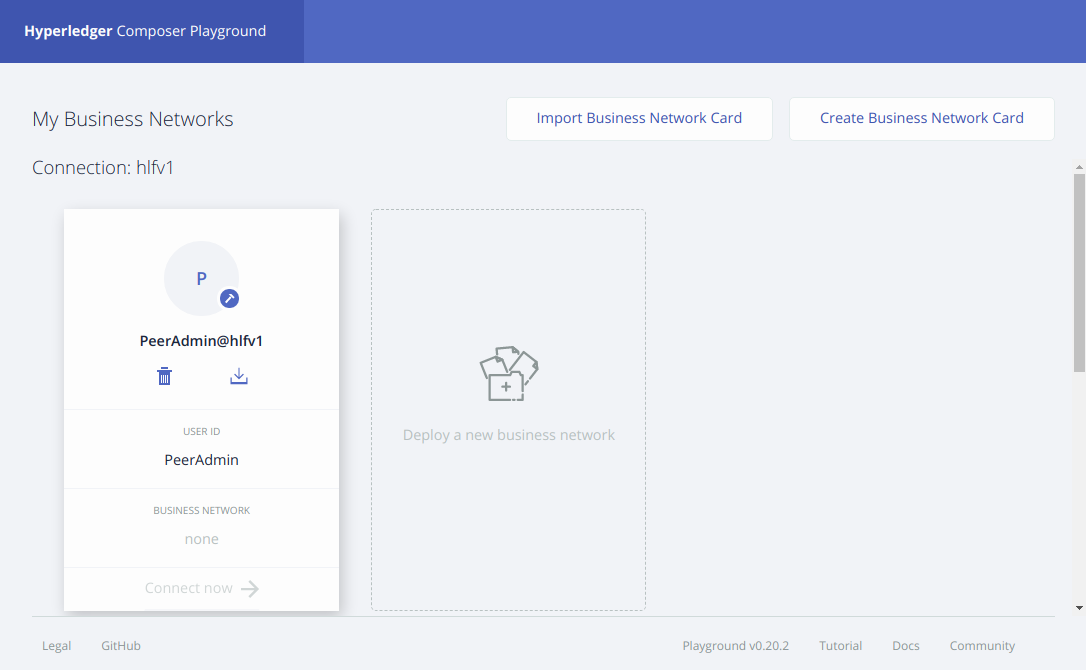 Hyperledger Composer Playground
My Business Networks
Import Business Network Card
Create Business Network Card
Connection: hlfv1
P
PeerAdmin@hlfv1
USER ID
PeerAdmin
BUSINESS NETWORK
none
Connect now
Deploy a new business network
Legal
GitHub
Playground v0.20.2
Tutorial
Docs
Community